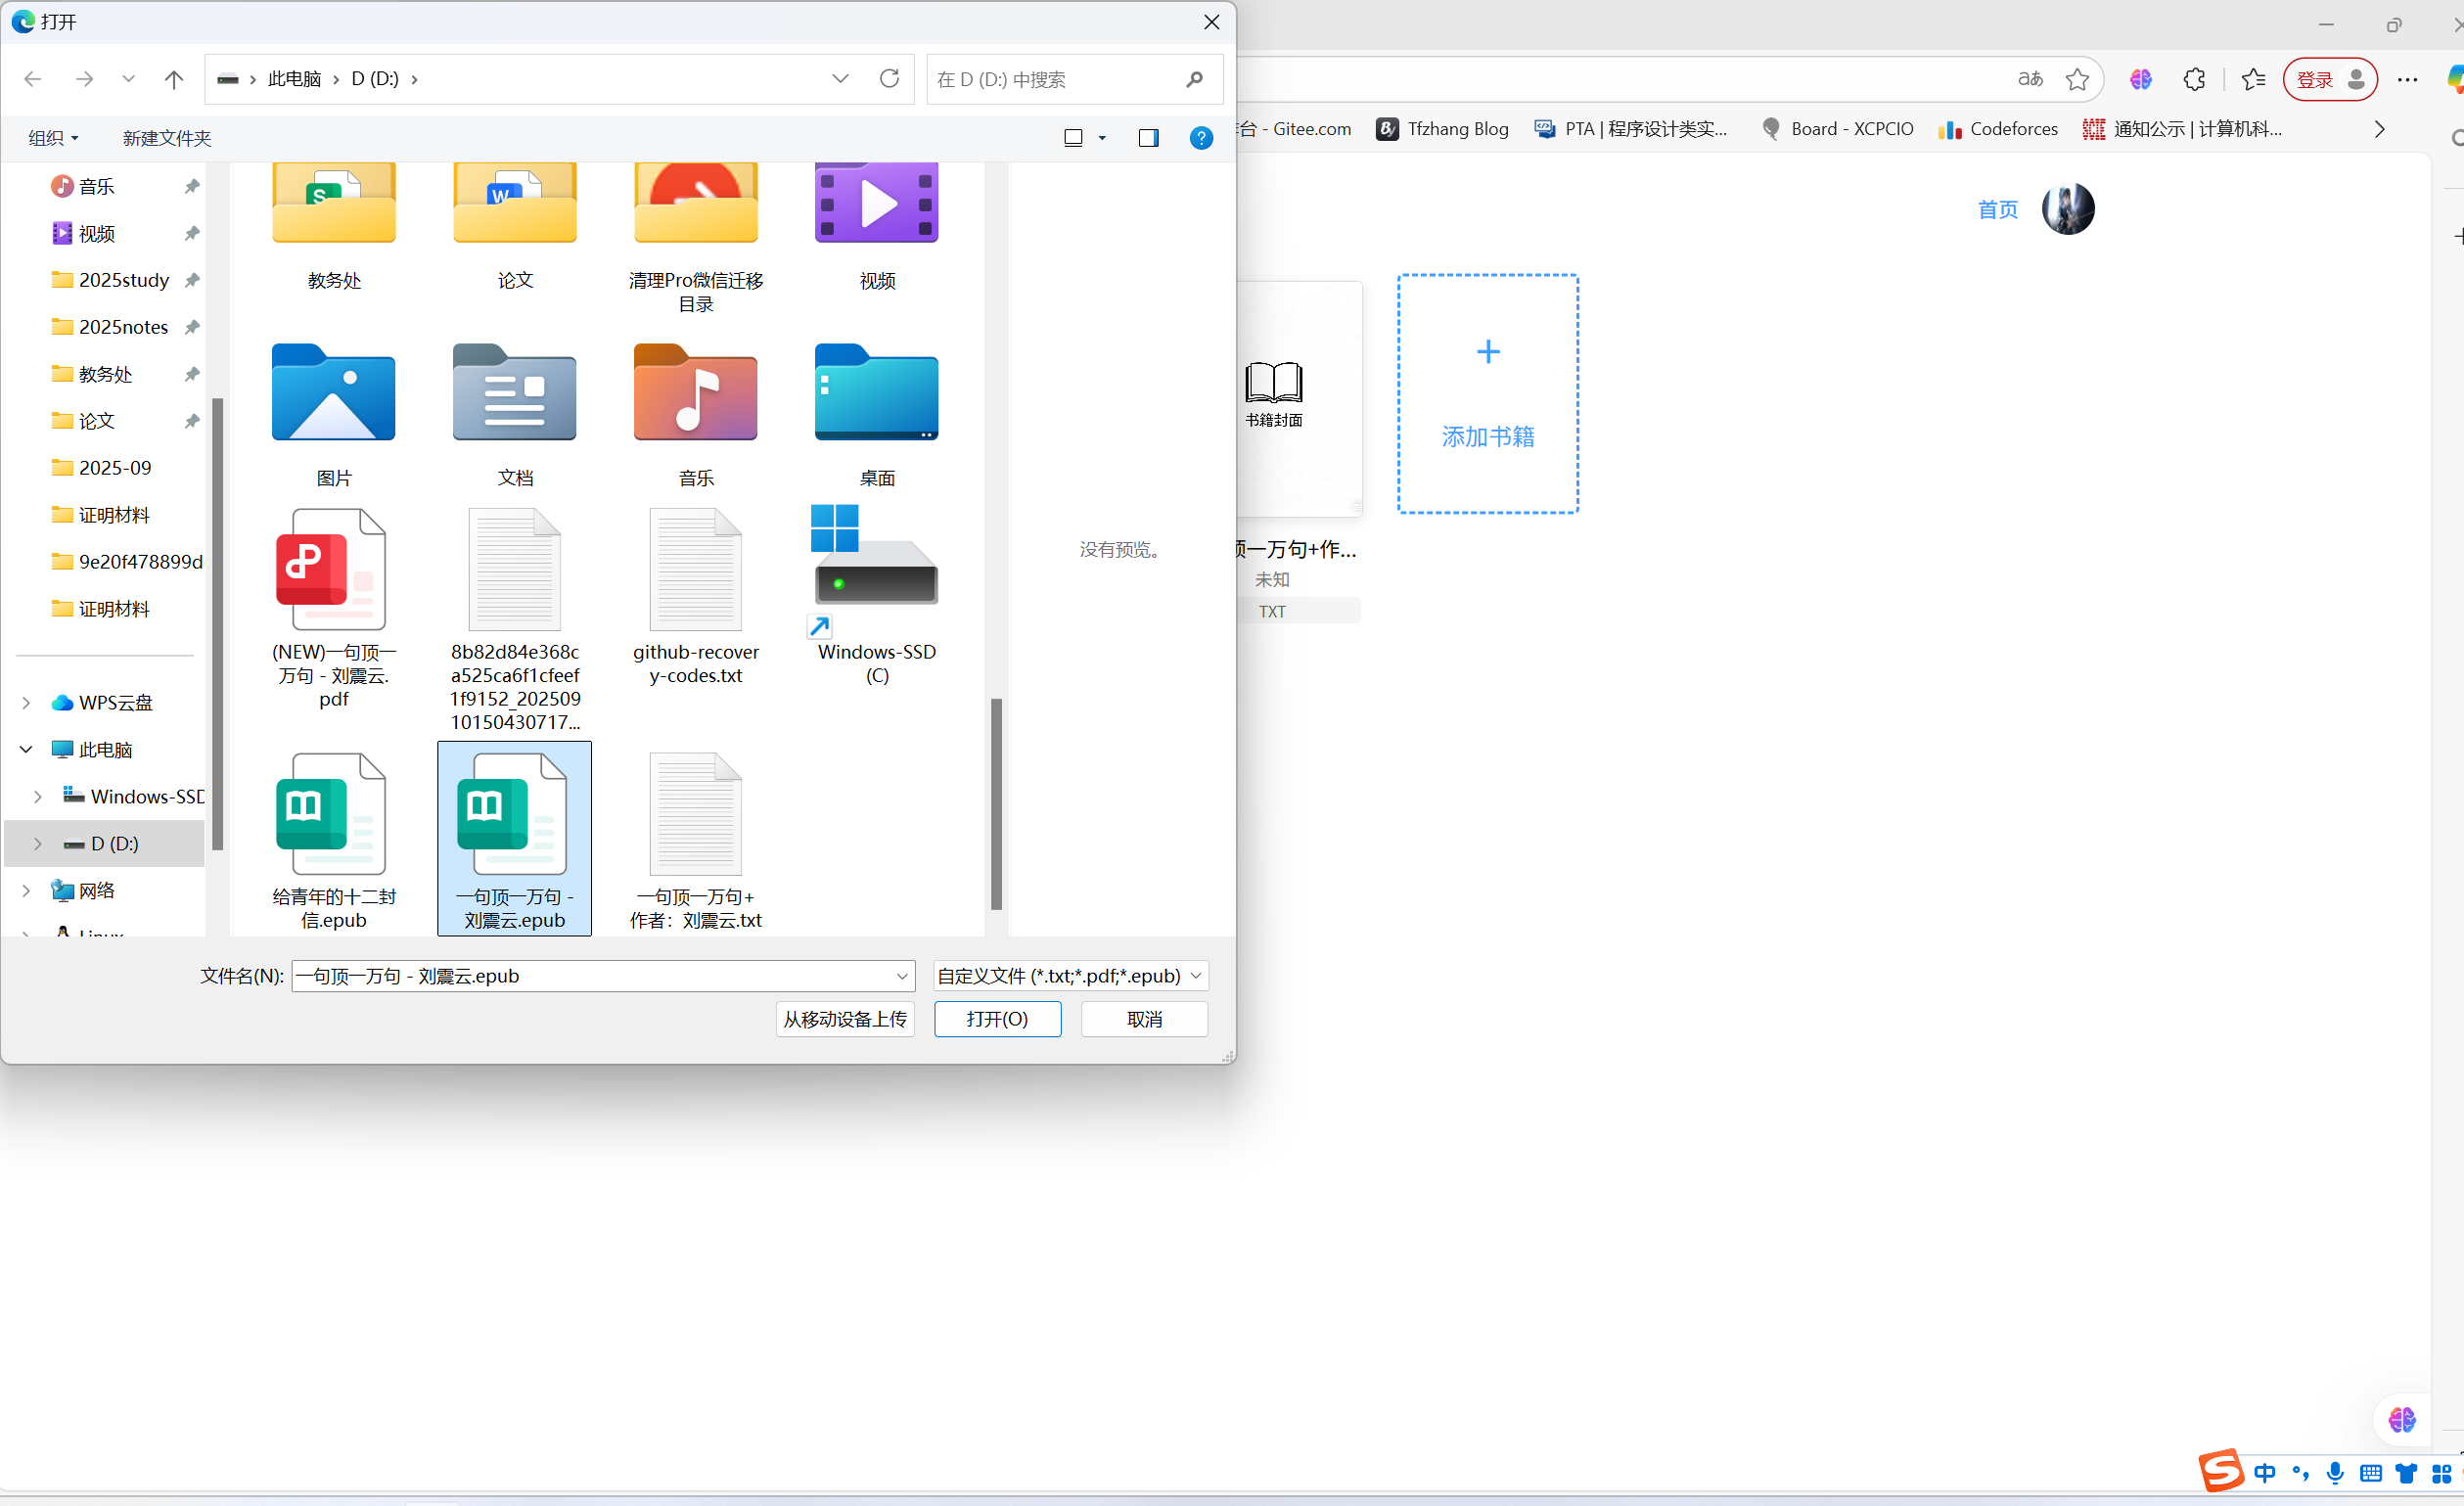 打开
此电脑 D (D:)
在 D (D:) 中搜索
组织
新建文件夹
音乐
视频
2025study
2025notes
教务处
论文
2025-09
证明材料
9e20f478899d
证明材料
WPS云盘
此电脑
Windows-SSD
D (D:)
网络
Linux
教务处
论文
清理Pro微信迁移
目录
视频
图片
文档
音乐
桌面
(NEW)一句顶一
万句 - 刘震云.
pdf
8b82d84e368c
a525ca6f1cfeef
1f9152_202509
10150430717...
github-recover
y-codes.txt
Windows-SSD
(C)
给青年的十二封
信.epub
一句顶一万句 -
刘震云.epub
一句顶一万句+
作者：刘震云.txt
没有预览。
文件名(N):
一句顶一万句 - 刘震云.epub
自定义文件 (*.txt;*.pdf;*.epub)
从移动设备上传
打开(O)
取消
aあ
登录
台 - Gitee.com
By
Tfzhang Blog
PTA | 程序设计类实...
Board - XCPCIO
Codeforces
通知公示 | 计算机科...
首页
书籍封面
+
添加书籍
顶一万句+作...
未知
TXT
中